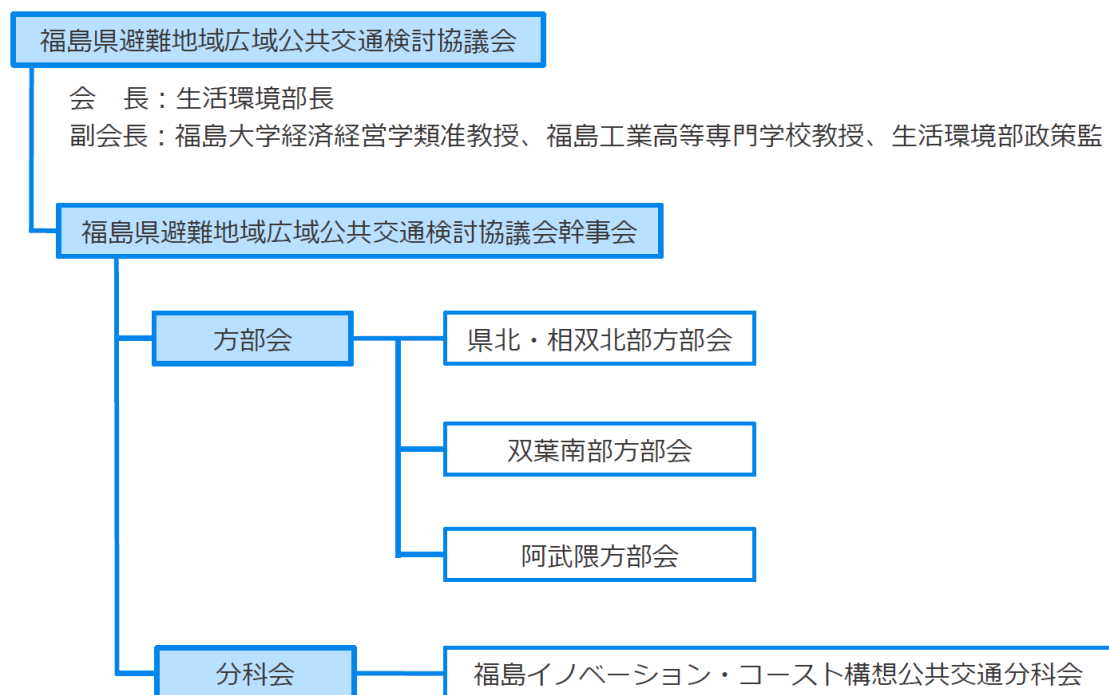 福島県避難地域広域公共交通検討協議会
会　長：生活環境部長
副会長：福島大学経済経営学類准教授、福島工業高等専門学校教授、生活環境部政策監
福島県避難地域広域公共交通検討協議会幹事会
方部会
県北・相双北部方部会
双葉南部方部会
阿武隈方部会
分科会
福島イノベーション・コースト構想公共交通分科会